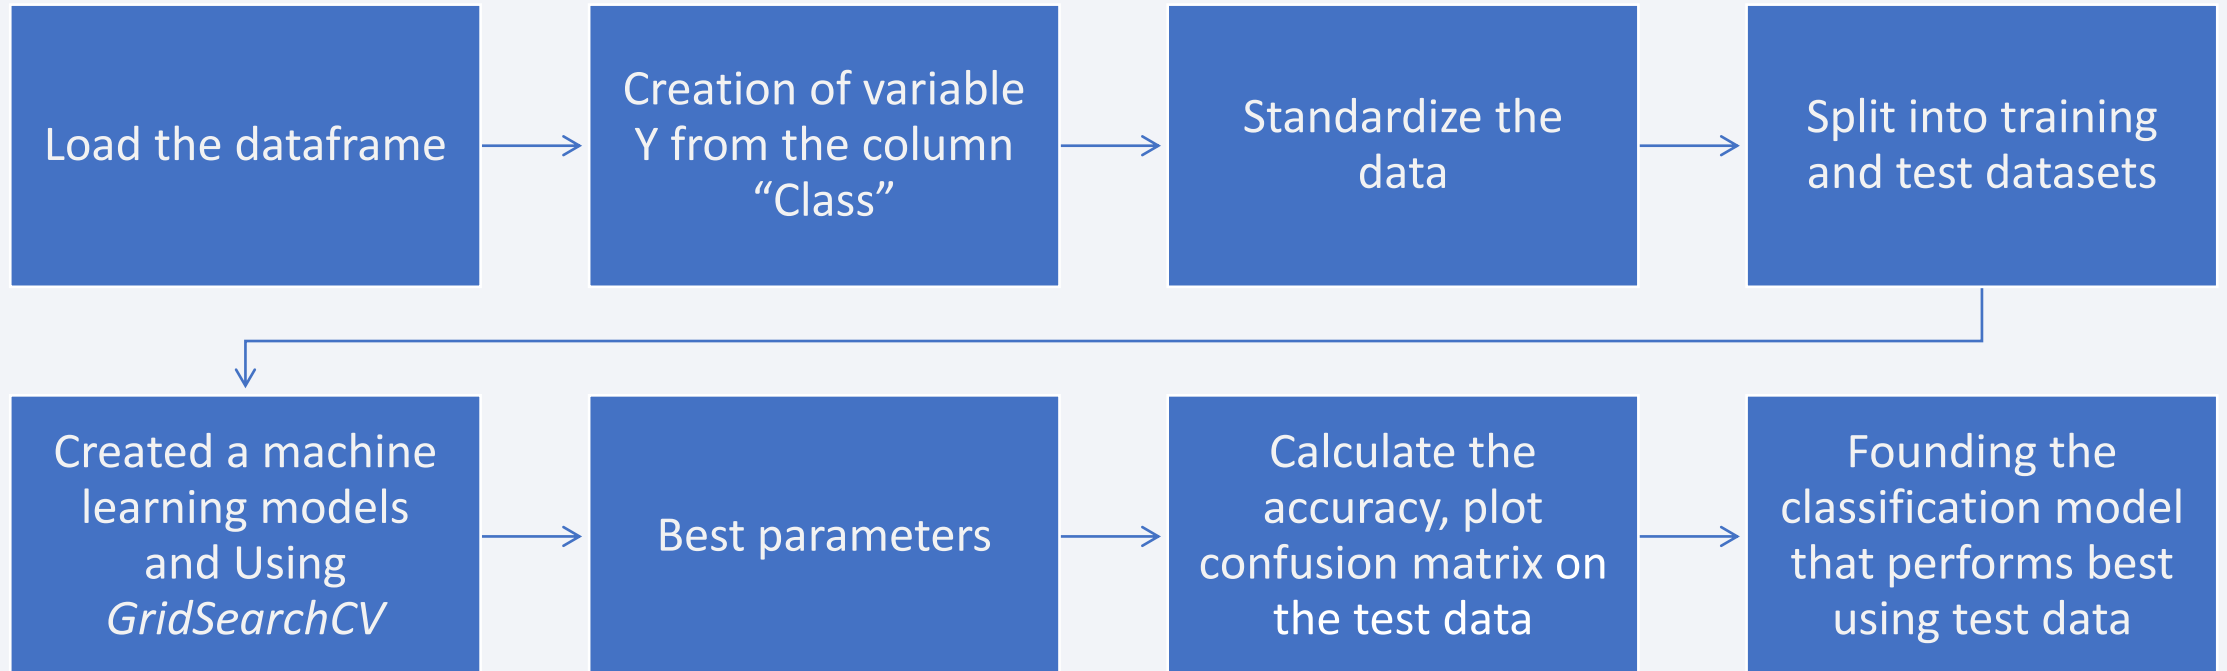 Load the dataframe
Creation of variable
Y from the column
“Class”
Standardize the
data
Split into training
and test datasets
Created a machine
learning models
and Using
GridSearchCV
Best parameters
Calculate the
accuracy, plot
confusion matrix on
the test data
Founding the
classification model
that performs best
using test data